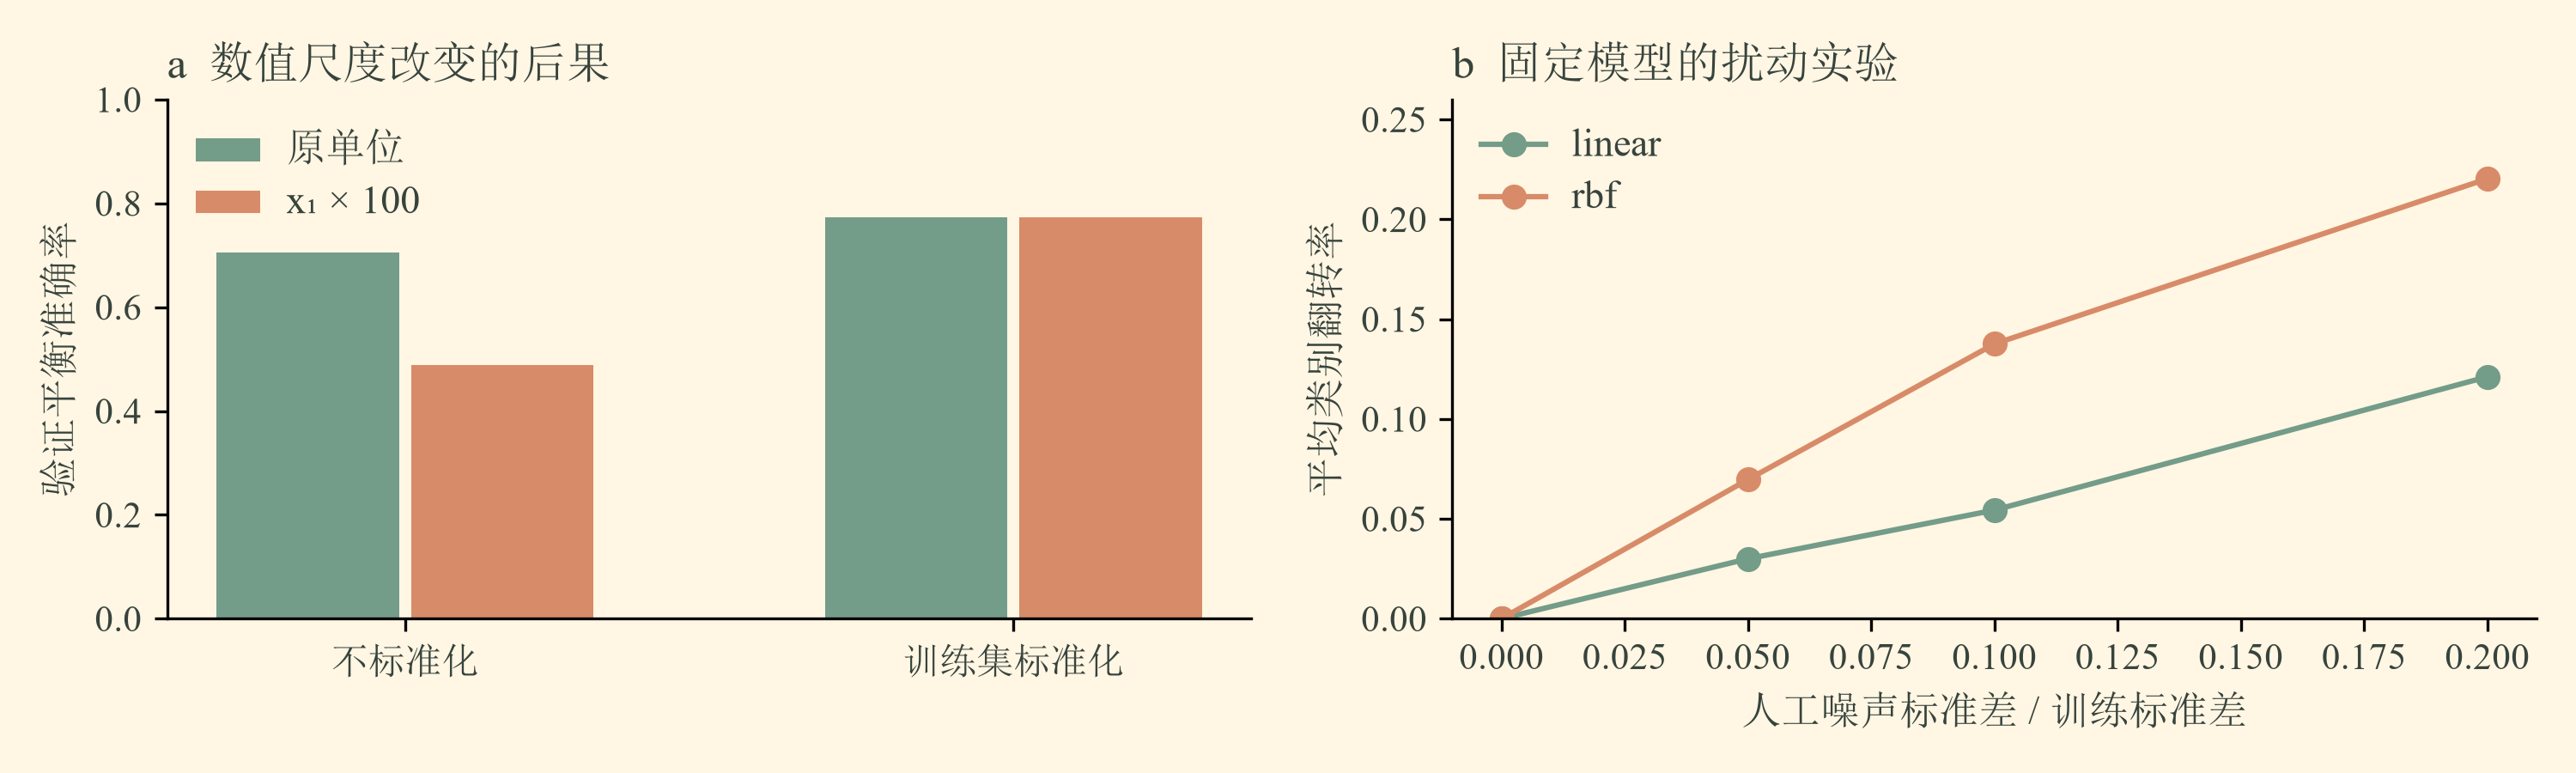 a 数值尺度改变的后果
1.0
0.8
0.6
0.4
0.2
0.0
验证平衡准确率
原单位
x₁ × 100
不标准化
训练集标准化
b 固定模型的扰动实验
0.25
0.20
0.15
0.10
0.05
0.00
平均类别翻转率
linear
rbf
0.000 0.025 0.050 0.075 0.100 0.125 0.150 0.175 0.200
人工噪声标准差 / 训练标准差